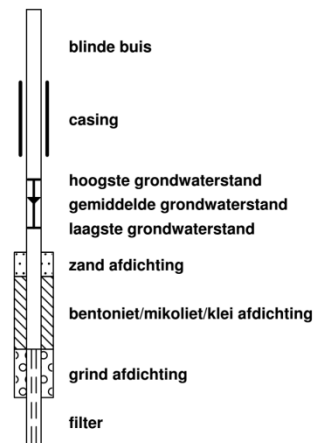 blinde buis
casing
hoogste grondwaterstand
gemiddelde grondwaterstand
laagste grondwaterstand
zand afdichting
bentoniet/mikoliet/klei afdichting
grind afdichting
filter